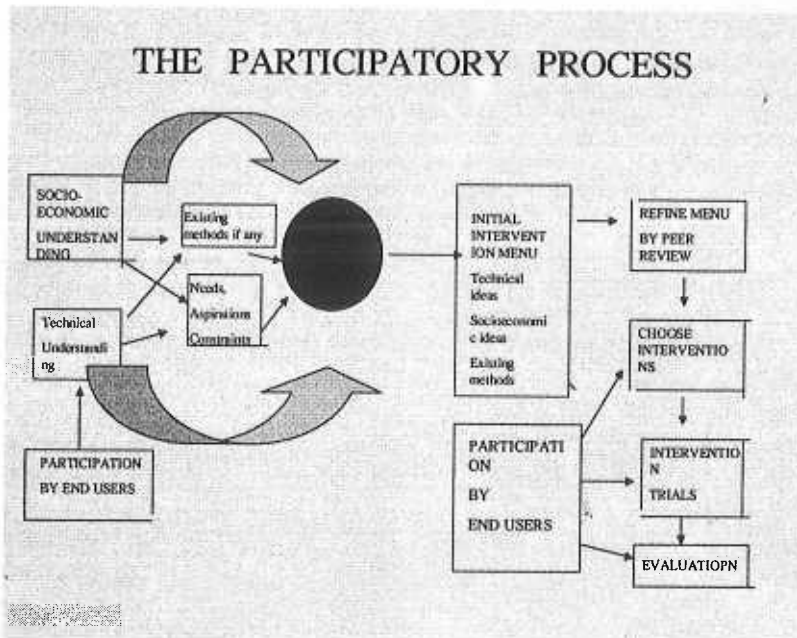 THE PARTICIPATORY PROCESS
SOCIO-
ECONOMIC
UNDERSTAN
DING
Existing
methods if any
Needs,
Aspirations
Constraints
Technical
Understandi
ng
PARTICIPATION
BY END USERS
INITIAL
INTERVENT
ION MENU
Technical
ideas
Socioeconomi
c ideas
Existing
methods
REFINE MENU
BY PEER
REVIEW
CHOOSE
INTERVENTIO
NS
PARTICIPATI
ON
BY
END USERS
INTERVENTIO
N
TRIALS
EVALUATIOPN